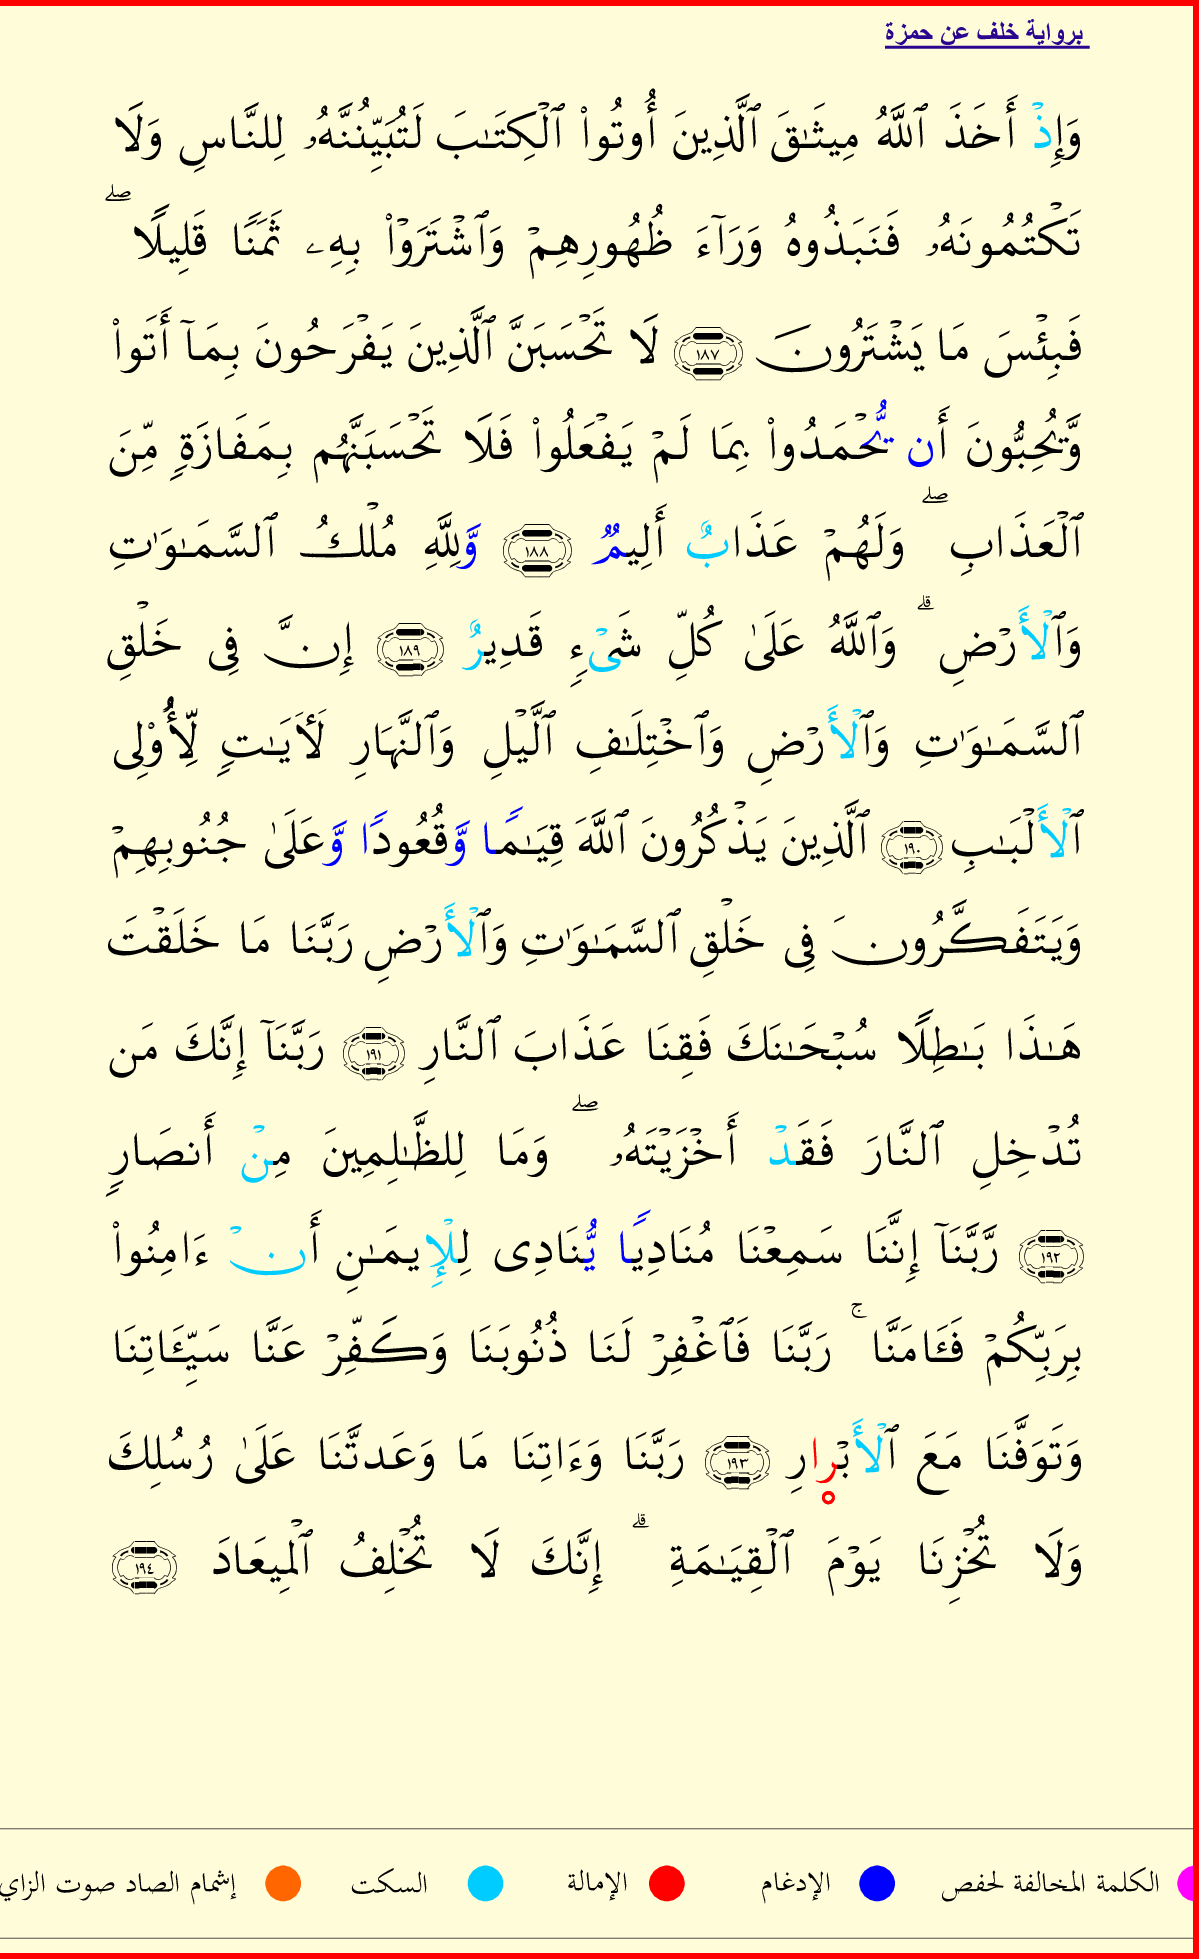 برواية خلف عن حمزة
وَإِذْ أَخَذَ ٱللَّهُ مِيثَـٰقَ ٱلَّذِينَ أُوتُوا۟ ٱلْكِتَـٰبَ لَتُبَيِّنُنَّهُۥ لِلنَّاسِ وَلَا
تَكْتُمُونَهُۥ فَنَبَذُوهُ وَرَآءَ ظُهُورِهِمْ وَٱشْتَرَوْا۟ بِهِۦ ثَمَنًا قَلِيلًا ۖ
فَبِئْسَ مَا يَشْتَرُونَ ١٨٧ لَا تَحْسَبَنَّ ٱلَّذِينَ يَفْرَحُونَ بِمَآ أَتَوا۟
وَّتُحِبُّونَ أَن يُّحْمَدُوا۟ بِمَا لَمْ يَفْعَلُوا۟ فَلَا تَحْسَبَنَّهُم بِمَفَازَةٍ مِّنَ
ٱلْعَذَابِ ۖ وَلَهُمْ عَذَابٌ أَلِيمٌ ١٨٨ وَّلِلَّهِ مُلْكُ ٱلسَّمَـٰوَٰتِ
وَٱلْأَرْضِ ۗ وَٱللَّهُ عَلَىٰ كُلِّ شَىْءٍ قَدِيرٌ ١٨٩ إِنَّ فِى خَلْقِ
ٱلسَّمَـٰوَٰتِ وَٱلْأَرْضِ وَٱخْتِلَـٰفِ ٱلَّيْلِ وَٱلنَّهَارِ لَـَٔايَـٰتٍ لِّأُو۟لِى
ٱلْأَلْبَـٰبِ ١٩٠ ٱلَّذِينَ يَذْكُرُونَ ٱللَّهَ قِيَـٰمًا وَّقُعُودًا وَّعَلَىٰ جُنُوبِهِمْ
وَيَتَفَكَّرُونَ فِى خَلْقِ ٱلسَّمَـٰوَٰتِ وَٱلْأَرْضِ رَبَّنَا مَا خَلَقْتَ
هَـٰذَا بَـٰطِلًا سُبْحَـٰنَكَ فَقِنَا عَذَابَ ٱلنَّارِ ١٩١ رَبَّنَآ إِنَّكَ مَن
تُدْخِلِ ٱلنَّارَ فَقَدْ أَخْزَيْتَهُۥ ۖ وَمَا لِلظَّـٰلِمِينَ مِنْ أَنصَارٍ
١٩٢ رَّبَّنَآ إِنَّنَا سَمِعْنَا مُنَادِيًا يُّنَادِى لِلْإِيمَـٰنِ أَنْ ءَامِنُوا۟
بِرَبِّكُمْ فَـَٔامَنَّا ۚ رَبَّنَا فَٱغْفِرْ لَنَا ذُنُوبَنَا وَكَفِّرْ عَنَّا سَيِّـَٔاتِنَا
وَتَوَفَّنَا مَعَ ٱلْأَبْرَارِ ١٩٣ رَبَّنَا وَءَاتِنَا مَا وَعَدتَّنَا عَلَىٰ رُسُلِكَ
وَلَا تُخْزِنَا يَوْمَ ٱلْقِيَـٰمَةِ ۗ إِنَّكَ لَا تُخْلِفُ ٱلْمِيعَادَ ١٩٤
الكلمة المخالفة لحفص الإدغام الإمالة السكت إشمام الصاد صوت الزاي